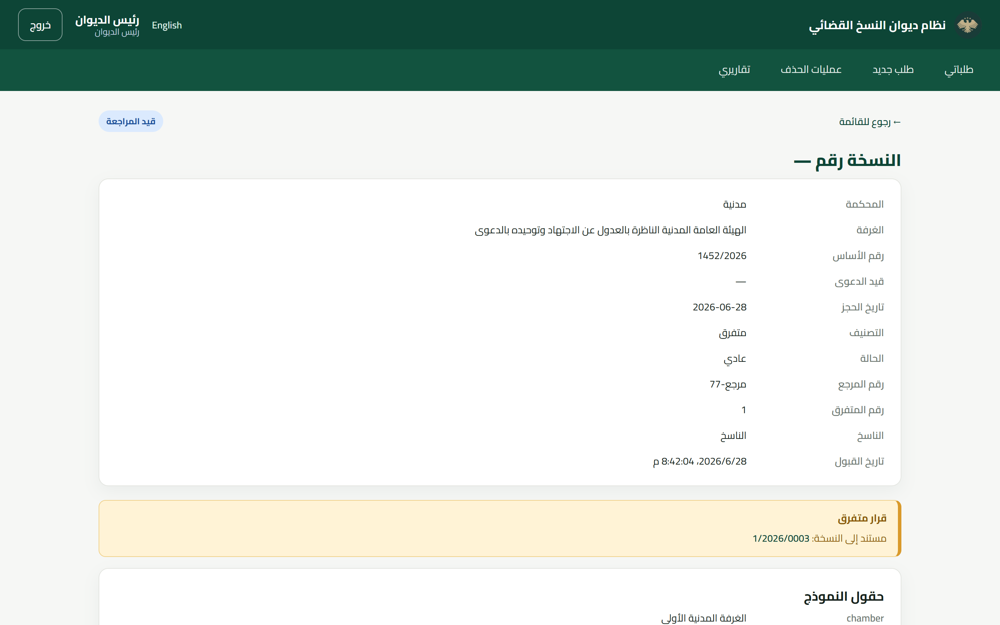 نظام ديوان النسخ القضائي
English
رئيس الديوان
رئيس الديوان
خروج
طلباتي
طلب جديد
عمليات الحذف
تقاريري
← رجوع للقائمة
قيد المراجعة
النسخة رقم —
المحكمة مدنية
الغرفة الهيئة العامة المدنية الناظرة بالعدول عن الاجتهاد وتوحيده بالدعوى
رقم الأساس 1452/2026
قيد الدعوى —
تاريخ الحجز 2026-06-28
التصنيف متفرق
الحالة عادي
رقم المرجع مرجع-77
رقم المتفرق 1
الناسخ الناسخ
تاريخ القبول 2026/6/28، 8:42:04 م
قرار متفرق
مستند إلى النسخة: 1/2026/0003
حقول النموذج
chamber الغرفة المدنية الأولى